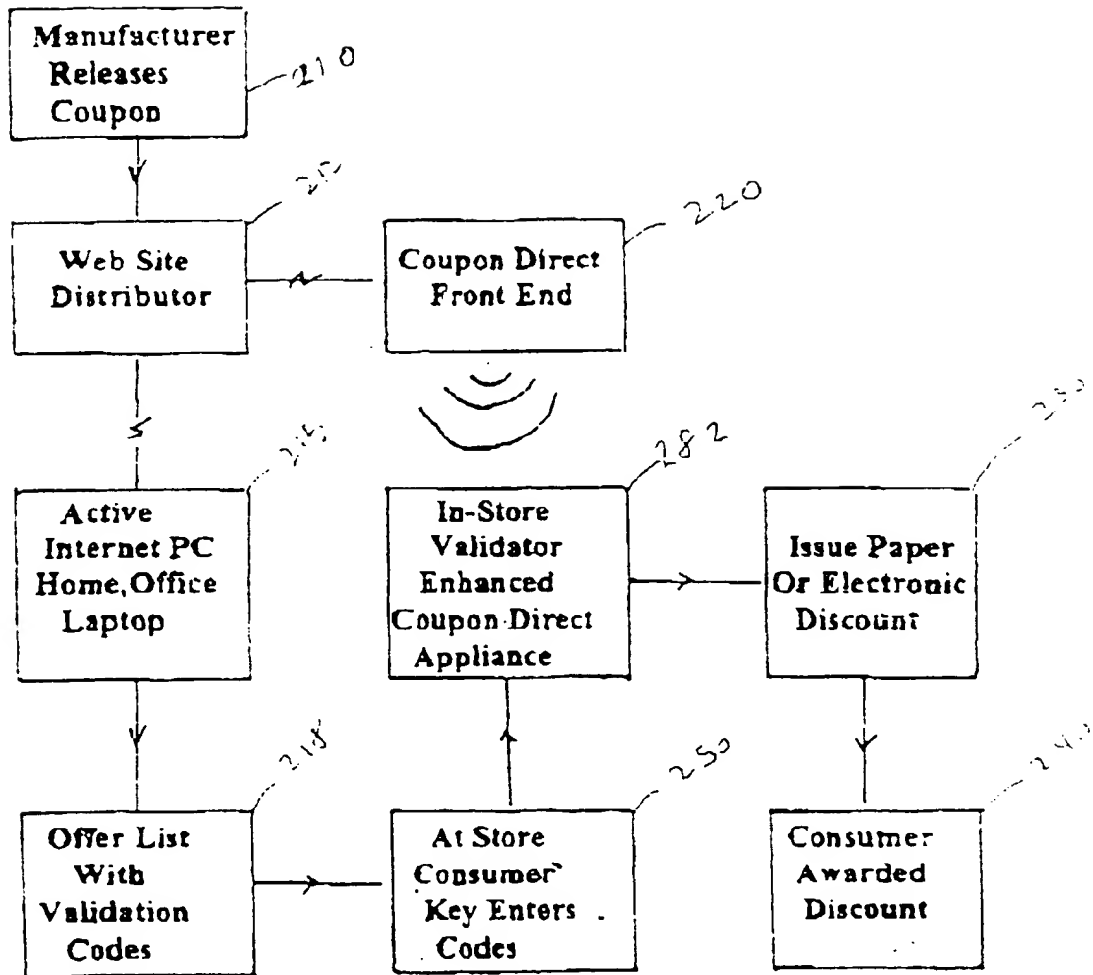 Manufacturer
Releases
Coupon
210
Web Site
Distributor
Coupon Direct
Front End
220
Active
Internet PC
Home, Office
Laptop
In-Store
Validator
Enhanced
Coupon Direct
Appliance
282
Issue Paper
Or Electronic
Discount
Offer List
With
Validation
Codes
At Store
Consumer
Key Enters
Codes
250
Consumer
Awarded
Discount
240